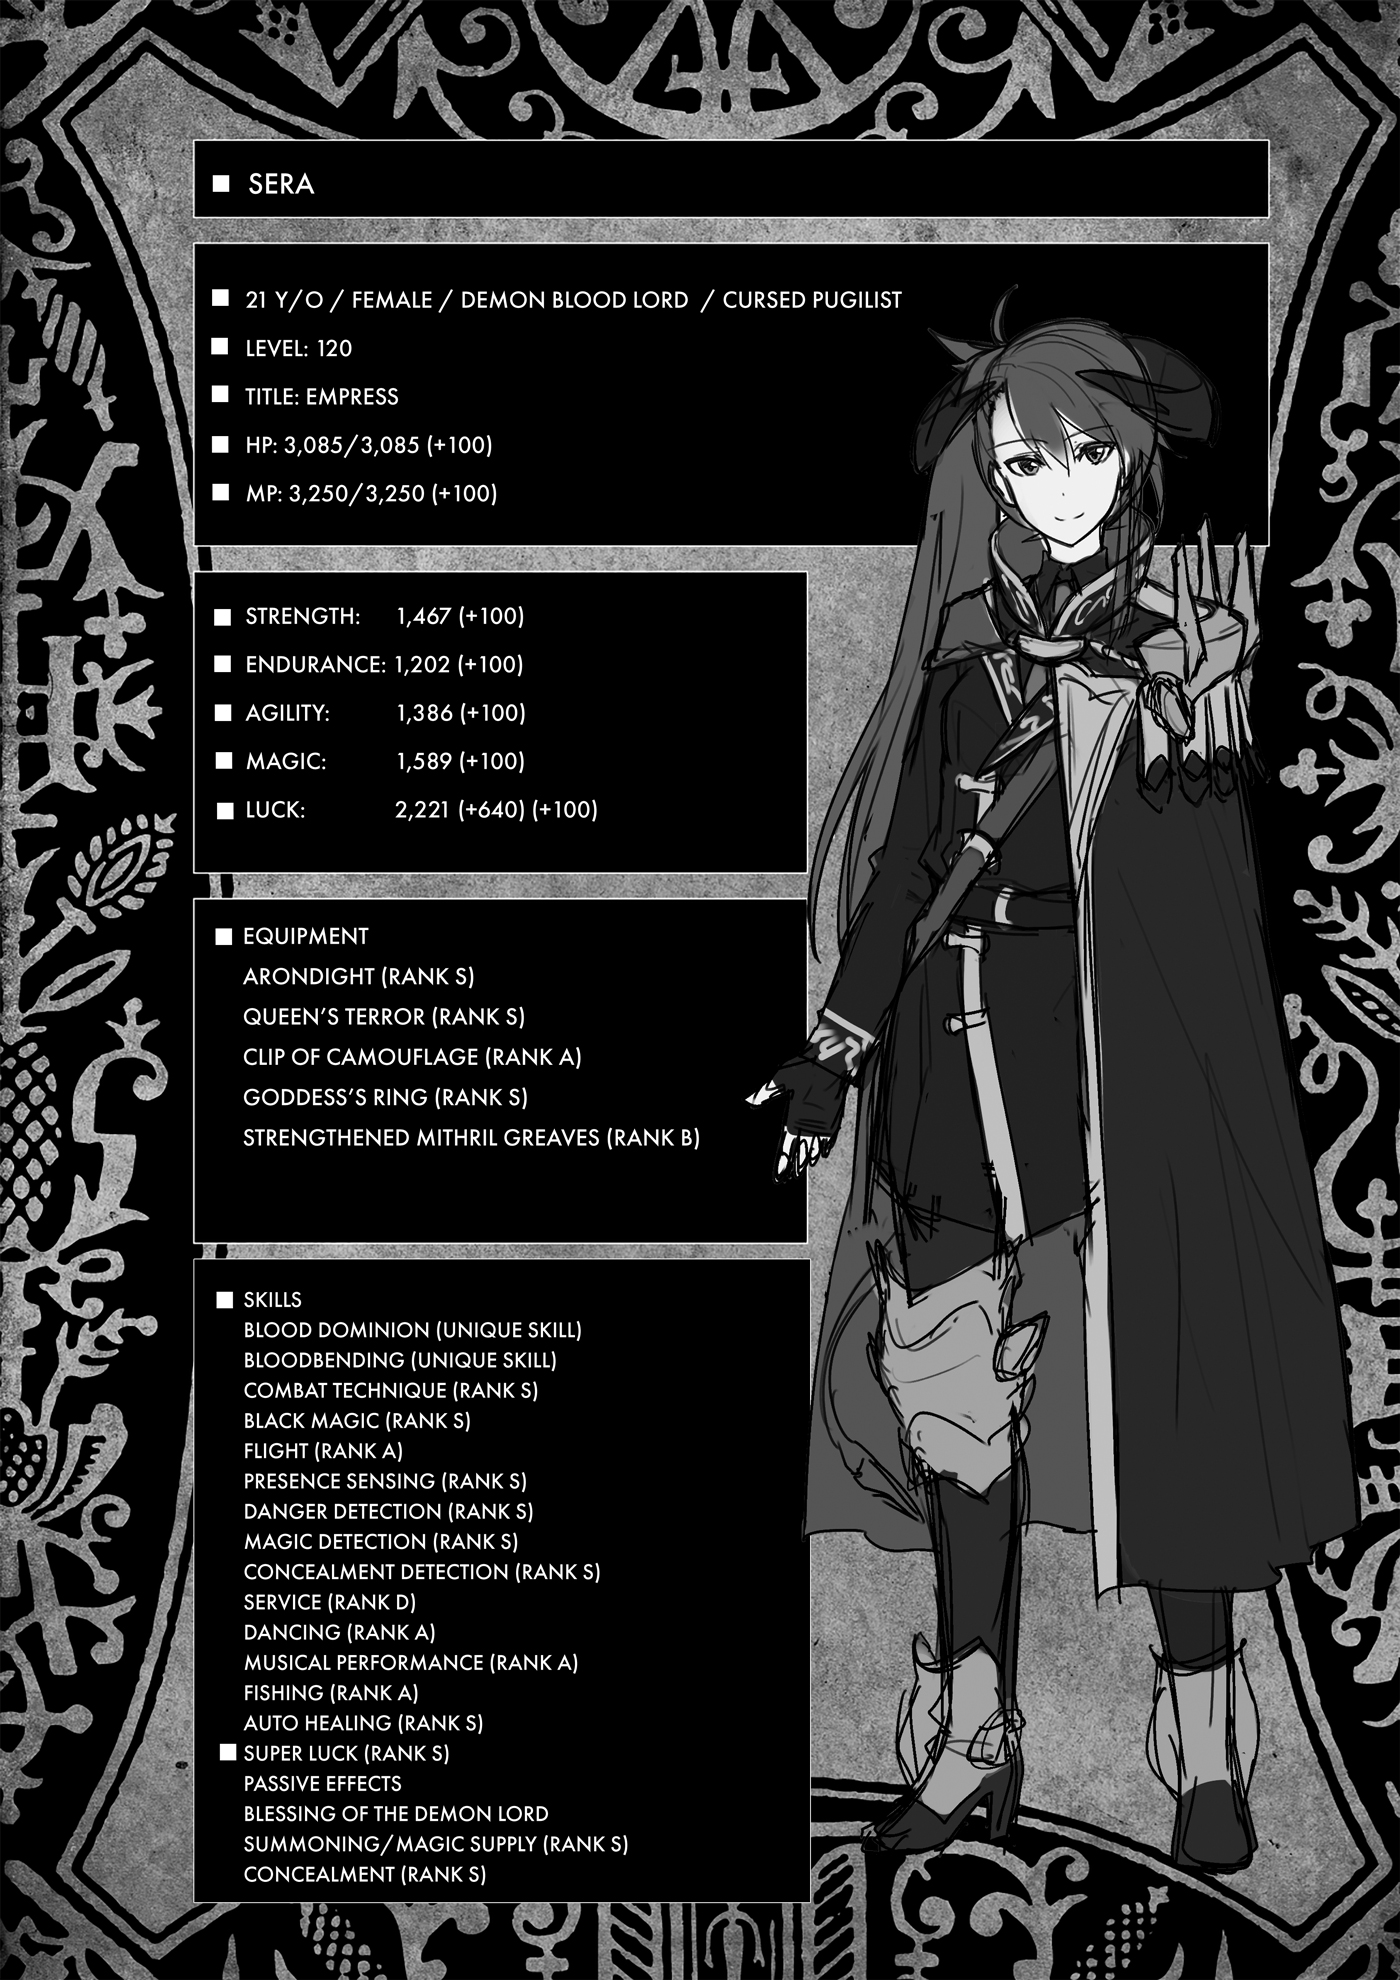 SERA
21 Y/O / FEMALE / DEMON BLOOD LORD / CURSED PUGILIST
LEVEL: 120
TITLE: EMPRESS
HP: 3,085/3,085 (+100)
MP: 3,250/3,250 (+100)
STRENGTH: 1,467 (+100)
ENDURANCE: 1,202 (+100)
AGILITY: 1,386 (+100)
MAGIC: 1,589 (+100)
LUCK: 2,221 (+640) (+100)
EQUIPMENT
ARONDIGHT (RANK S)
QUEEN’S TERROR (RANK S)
CLIP OF CAMOUFLAGE (RANK A)
GODDESS’S RING (RANK S)
STRENGTHENED MITHRIL GREAVES (RANK B)
SKILLS
BLOOD DOMINION (UNIQUE SKILL)
BLOODBENDING (UNIQUE SKILL)
COMBAT TECHNIQUE (RANK S)
BLACK MAGIC (RANK S)
FLIGHT (RANK A)
PRESENCE SENSING (RANK S)
DANGER DETECTION (RANK S)
MAGIC DETECTION (RANK S)
CONCEALMENT DETECTION (RANK S)
SERVICE (RANK D)
DANCING (RANK A)
MUSICAL PERFORMANCE (RANK A)
FISHING (RANK A)
AUTO HEALING (RANK S)
SUPER LUCK (RANK S)
PASSIVE EFFECTS
BLESSING OF THE DEMON LORD
SUMMONING/MAGIC SUPPLY (RANK S)
CONCEALMENT (RANK S)